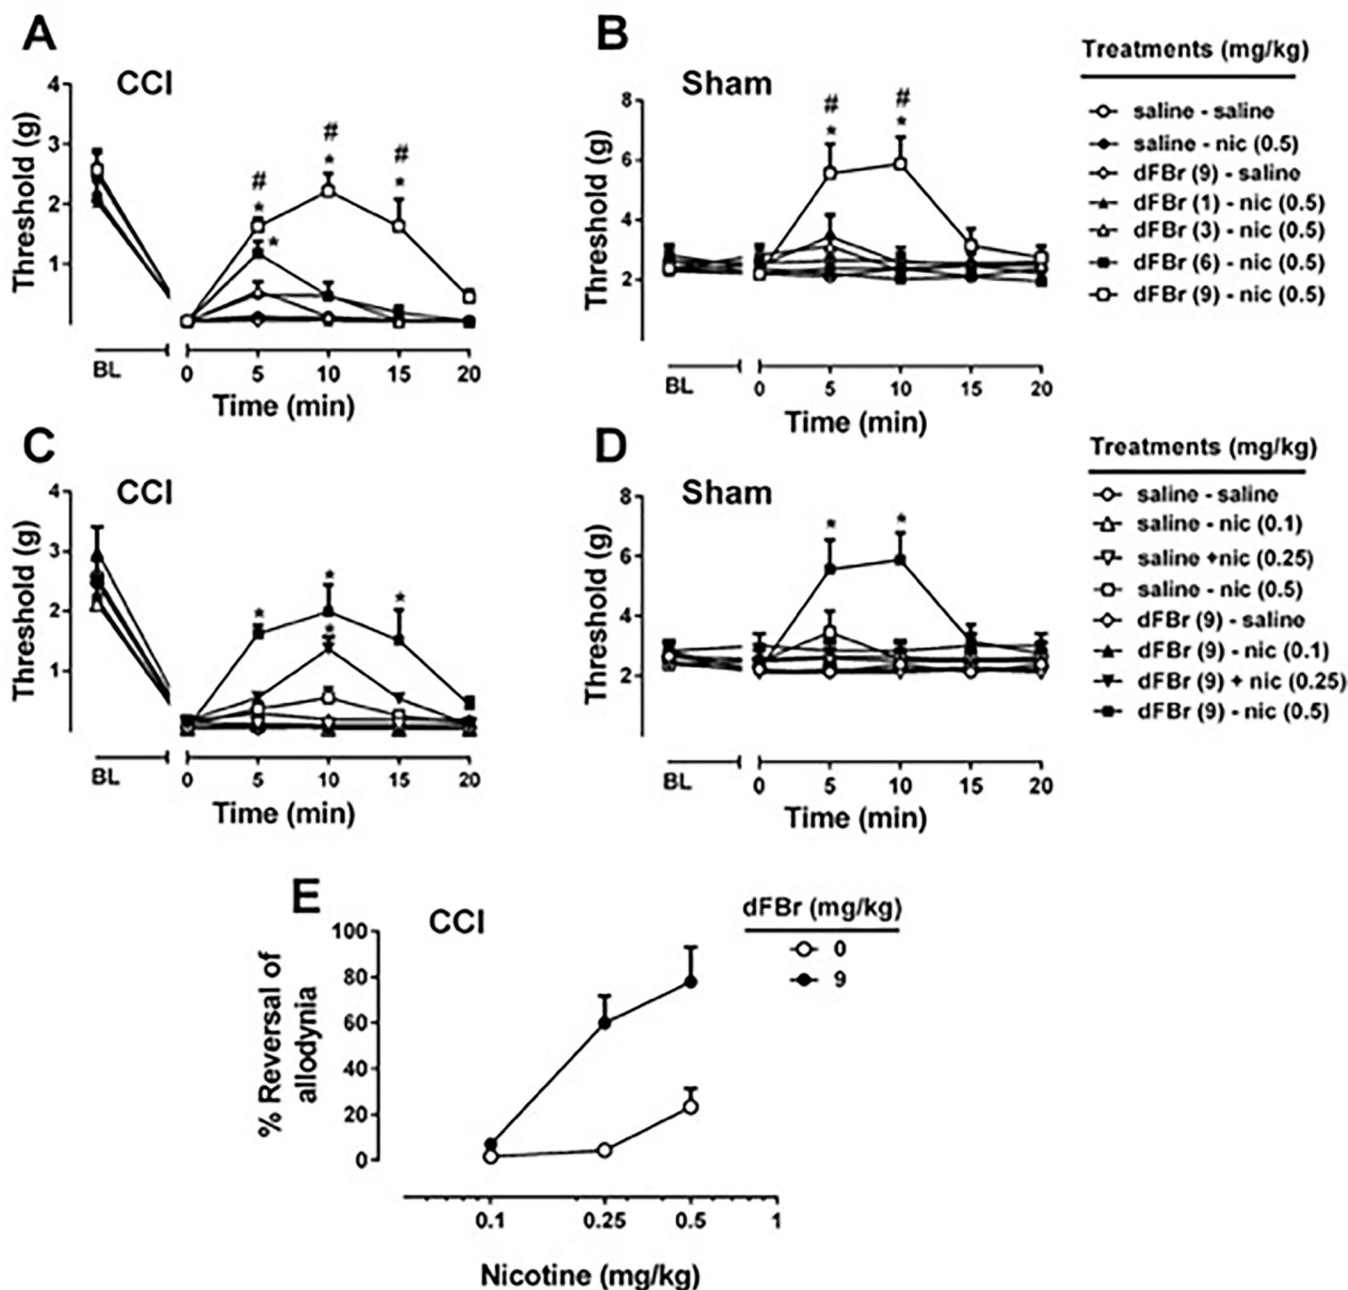 A
CCI
Threshold (g)
4
3
2
1
#
*
#
*
#
*
*
BL
0
5
10
15
20
Time (min)
B
Sham
Threshold (g)
8
6
4
2
#
*
#
*
BL
0
5
10
15
20
Time (min)
Treatments (mg/kg)
saline - saline
saline - nic (0.5)
dFBr (9) - saline
dFBr (1) - nic (0.5)
dFBr (3) - nic (0.5)
dFBr (6) - nic (0.5)
dFBr (9) - nic (0.5)
C
CCI
Threshold (g)
4
3
2
1
*
*
*
*
BL
0
5
10
15
20
Time (min)
D
Sham
Threshold (g)
8
6
4
2
*
*
BL
0
5
10
15
20
Time (min)
Treatments (mg/kg)
saline - saline
saline - nic (0.1)
saline +nic (0.25)
saline - nic (0.5)
dFBr (9) - saline
dFBr (9) - nic (0.1)
dFBr (9) + nic (0.25)
dFBr (9) - nic (0.5)
E
CCI
% Reversal of
allodynia
100
80
60
40
20
0
0.1
0.25
0.5
1
Nicotine (mg/kg)
dFBr (mg/kg)
0
9